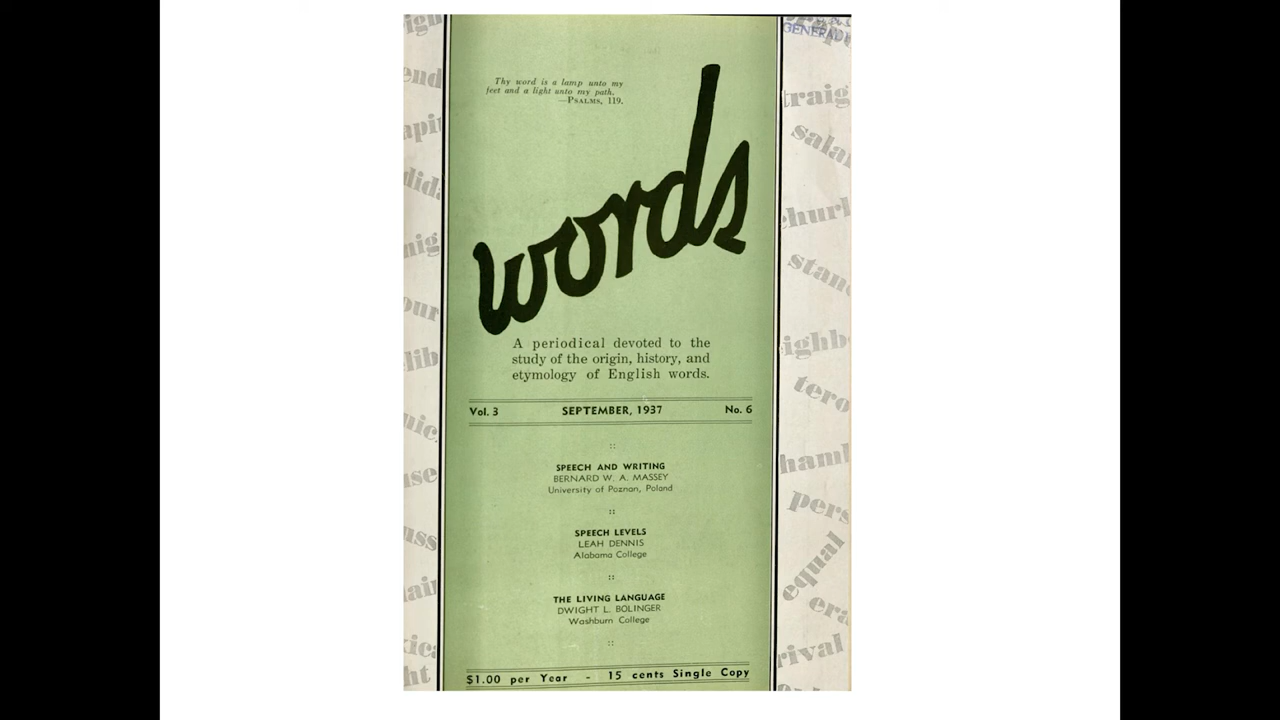 Thy word is a lamp unto my
feet and a light unto my path.
—PSALMS, 119.
words
A periodical devoted to the
study of the origin, history, and
etymology of English words.
Vol. 3 SEPTEMBER, 1937 No. 6
::
SPEECH AND WRITING
BERNARD W. A. MASSEY
University of Poznan, Poland
::
SPEECH LEVELS
LEAH DENNIS
Alabama College
::
THE LIVING LANGUAGE
DWIGHT L. BOLINGER
Washburn College
::
$1.00 per Year - 15 cents Single Copy
GENERAL
equal